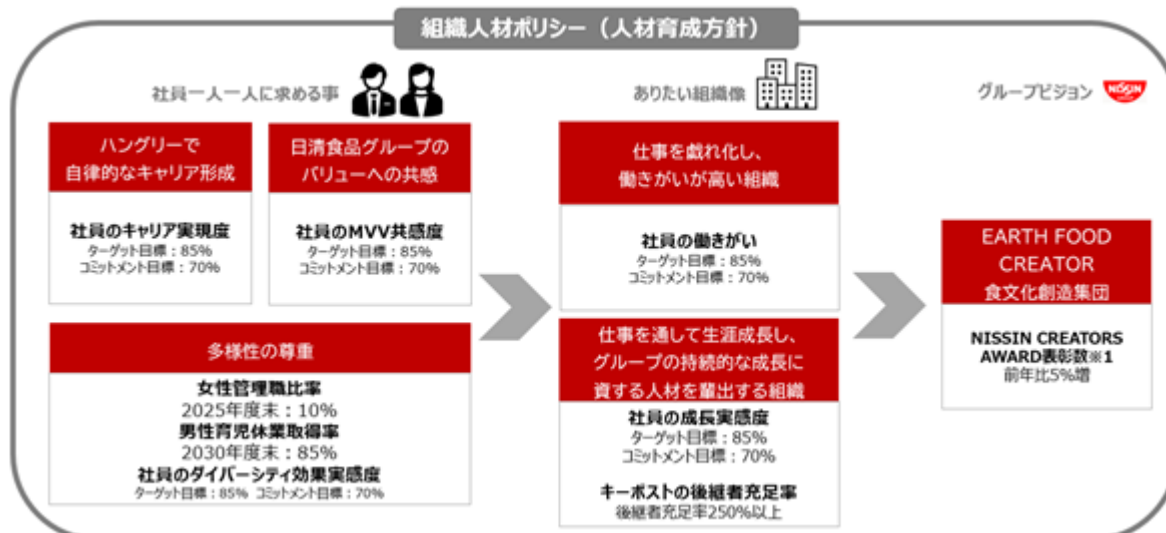 組織人材ポリシー（人材育成方針）
社員一人一人に求める事
ハングリーで
自律的なキャリア形成
社員のキャリア実現度
ターゲット目標：85%
コミットメント目標：70%
日清食品グループの
バリューへの共感
社員のMVV共感度
ターゲット目標：85%
コミットメント目標：70%
多様性の尊重
女性管理職比率
2025年度末：10%
男性育児休業取得率
2030年度末：85%
社員のダイバーシティ効果実感度
ターゲット目標：85% コミットメント目標：70%
ありたい組織像
仕事を戯れ化し、
働きがいが高い組織
社員の働きがい
ターゲット目標：85%
コミットメント目標：70%
仕事を通して生涯成長し、
グループの持続的な成長に
資する人材を輩出する組織
社員の成長実感度
ターゲット目標：85%
コミットメント目標：70%
キーポストの後継者充足率
後継者充足率250%以上
グループビジョン
NISSIN
EARTH FOOD
CREATOR
食文化創造集団
NISSIN CREATORS
AWARD表彰数※1
前年比5%増